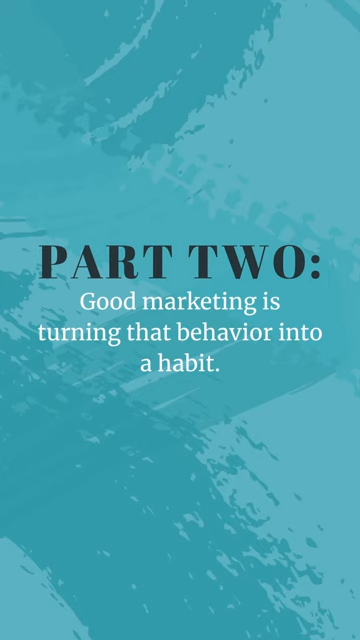 PART TWO:
Good marketing is
turning that behavior into
a habit.